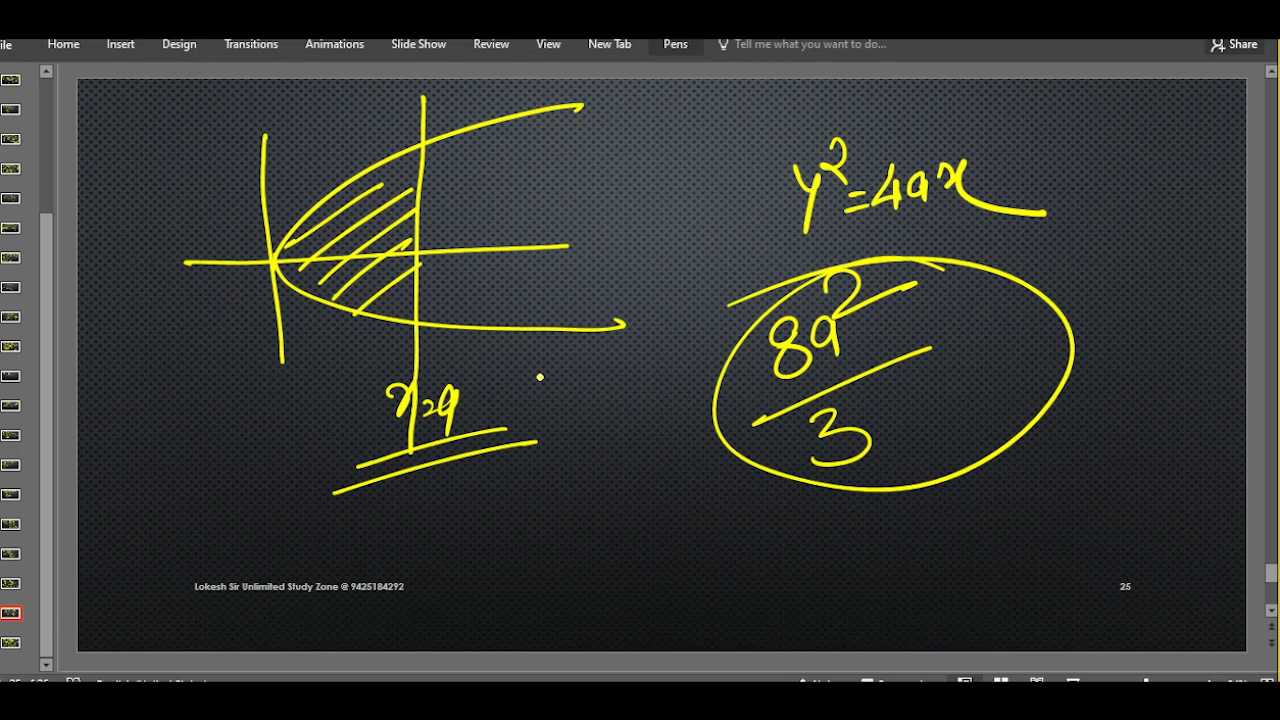 ile Home Insert Design Transitions Animations Slide Show Review View New Tab Pens Tell me what you want to do... Share
y² = 4ax
8a²
3
x=a
Lokesh Sir Unlimited Study Zone @ 9425184292
25